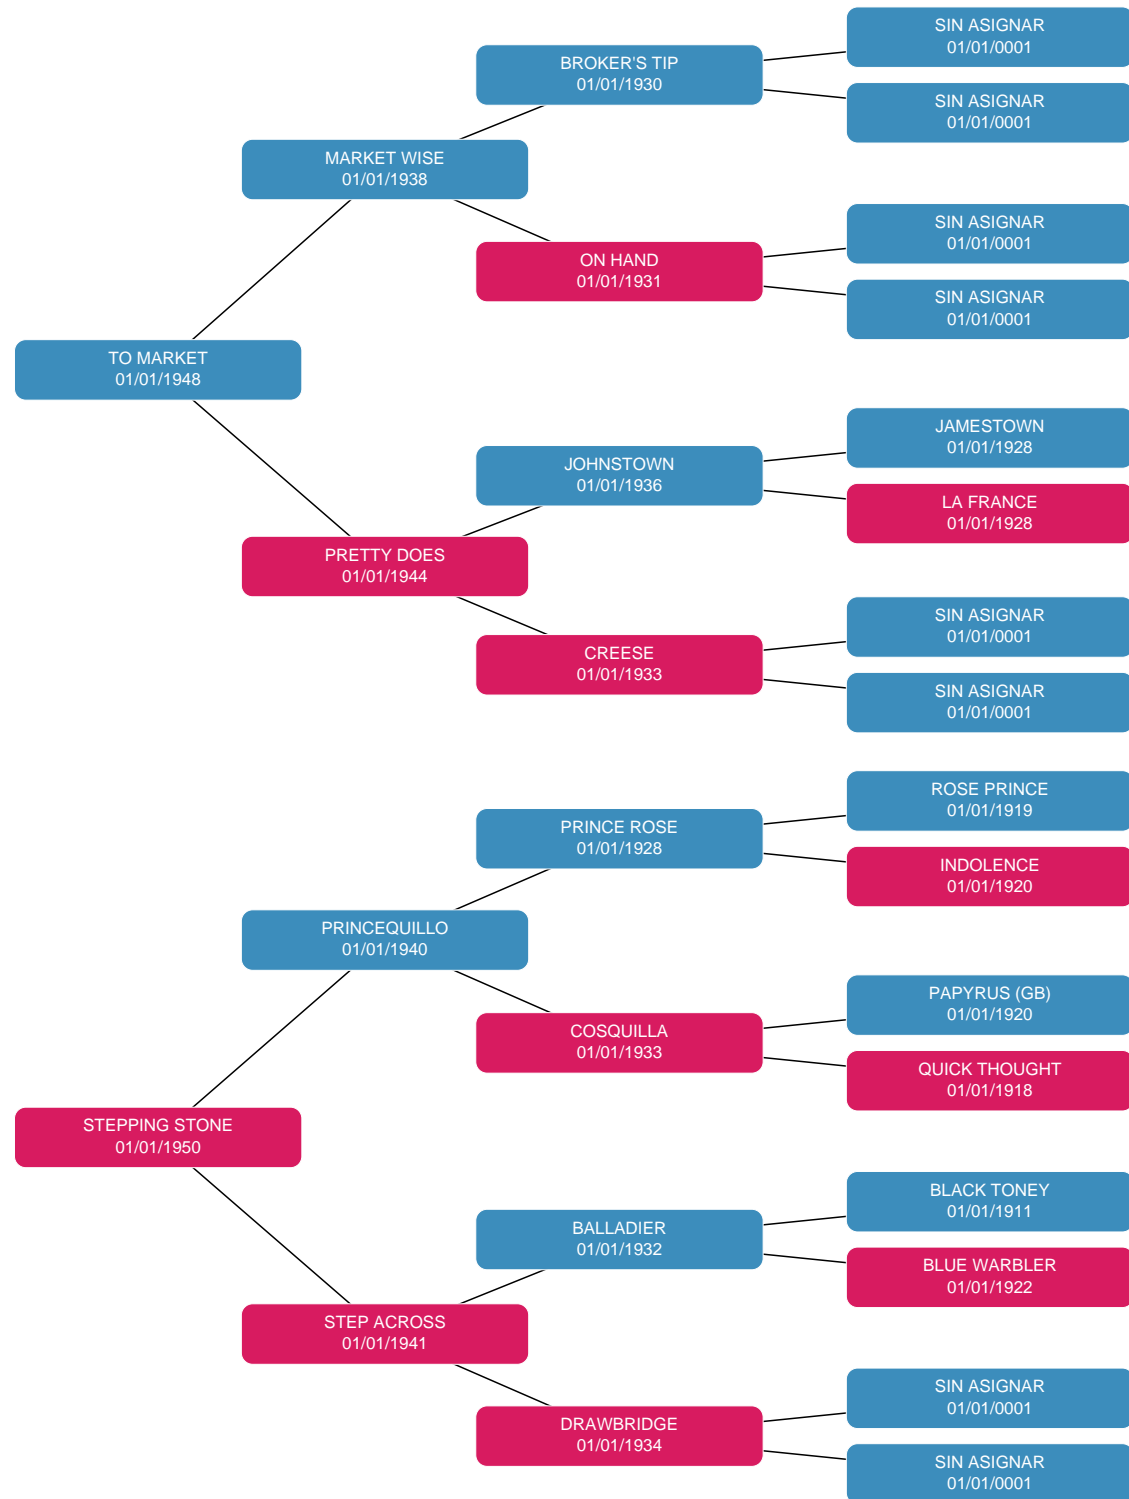 SIN ASIGNAR
01/01/0001
BROKER'S TIP
01/01/1930
SIN ASIGNAR
01/01/0001
MARKET WISE
01/01/1938
SIN ASIGNAR
01/01/0001
ON HAND
01/01/1931
SIN ASIGNAR
01/01/0001
TO MARKET
01/01/1948
JAMESTOWN
01/01/1928
JOHNSTOWN
01/01/1936
LA FRANCE
01/01/1928
PRETTY DOES
01/01/1944
SIN ASIGNAR
01/01/0001
CREESE
01/01/1933
SIN ASIGNAR
01/01/0001
ROSE PRINCE
01/01/1919
PRINCE ROSE
01/01/1928
INDOLENCE
01/01/1920
PRINCEQUILLO
01/01/1940
PAPYRUS (GB)
01/01/1920
COSQUILLA
01/01/1933
QUICK THOUGHT
01/01/1918
STEPPING STONE
01/01/1950
BLACK TONEY
01/01/1911
BALLADIER
01/01/1932
BLUE WARBLER
01/01/1922
STEP ACROSS
01/01/1941
SIN ASIGNAR
01/01/0001
DRAWBRIDGE
01/01/1934
SIN ASIGNAR
01/01/0001